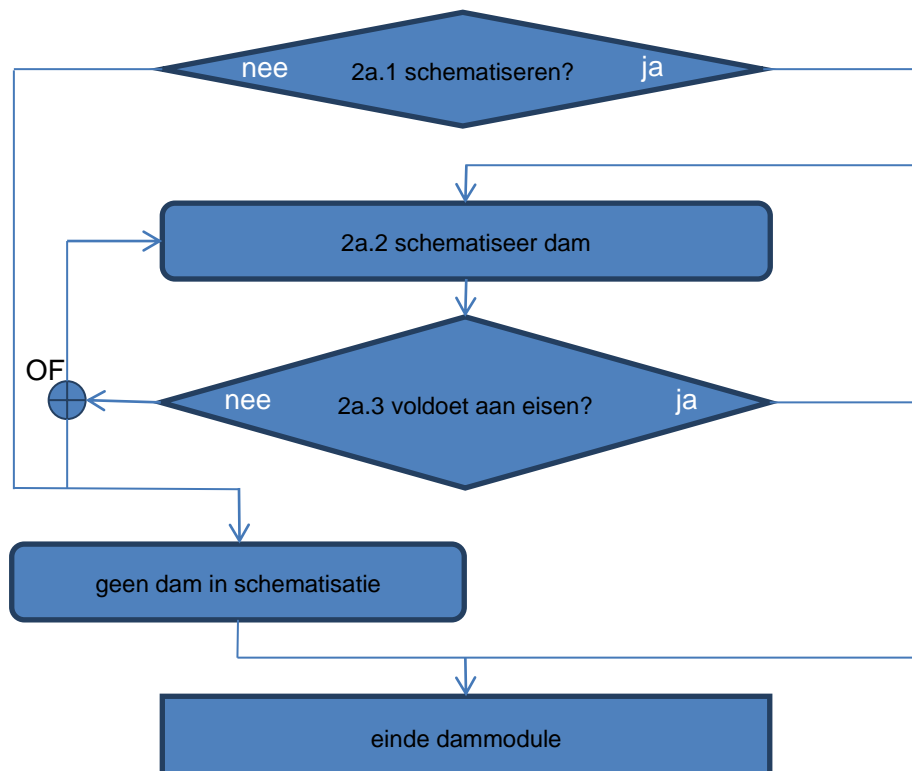 nee 2a.1 schematiseren? ja
2a.2 schematiseer dam
OF
nee 2a.3 voldoet aan eisen? ja
geen dam in schematisatie
einde dammodule